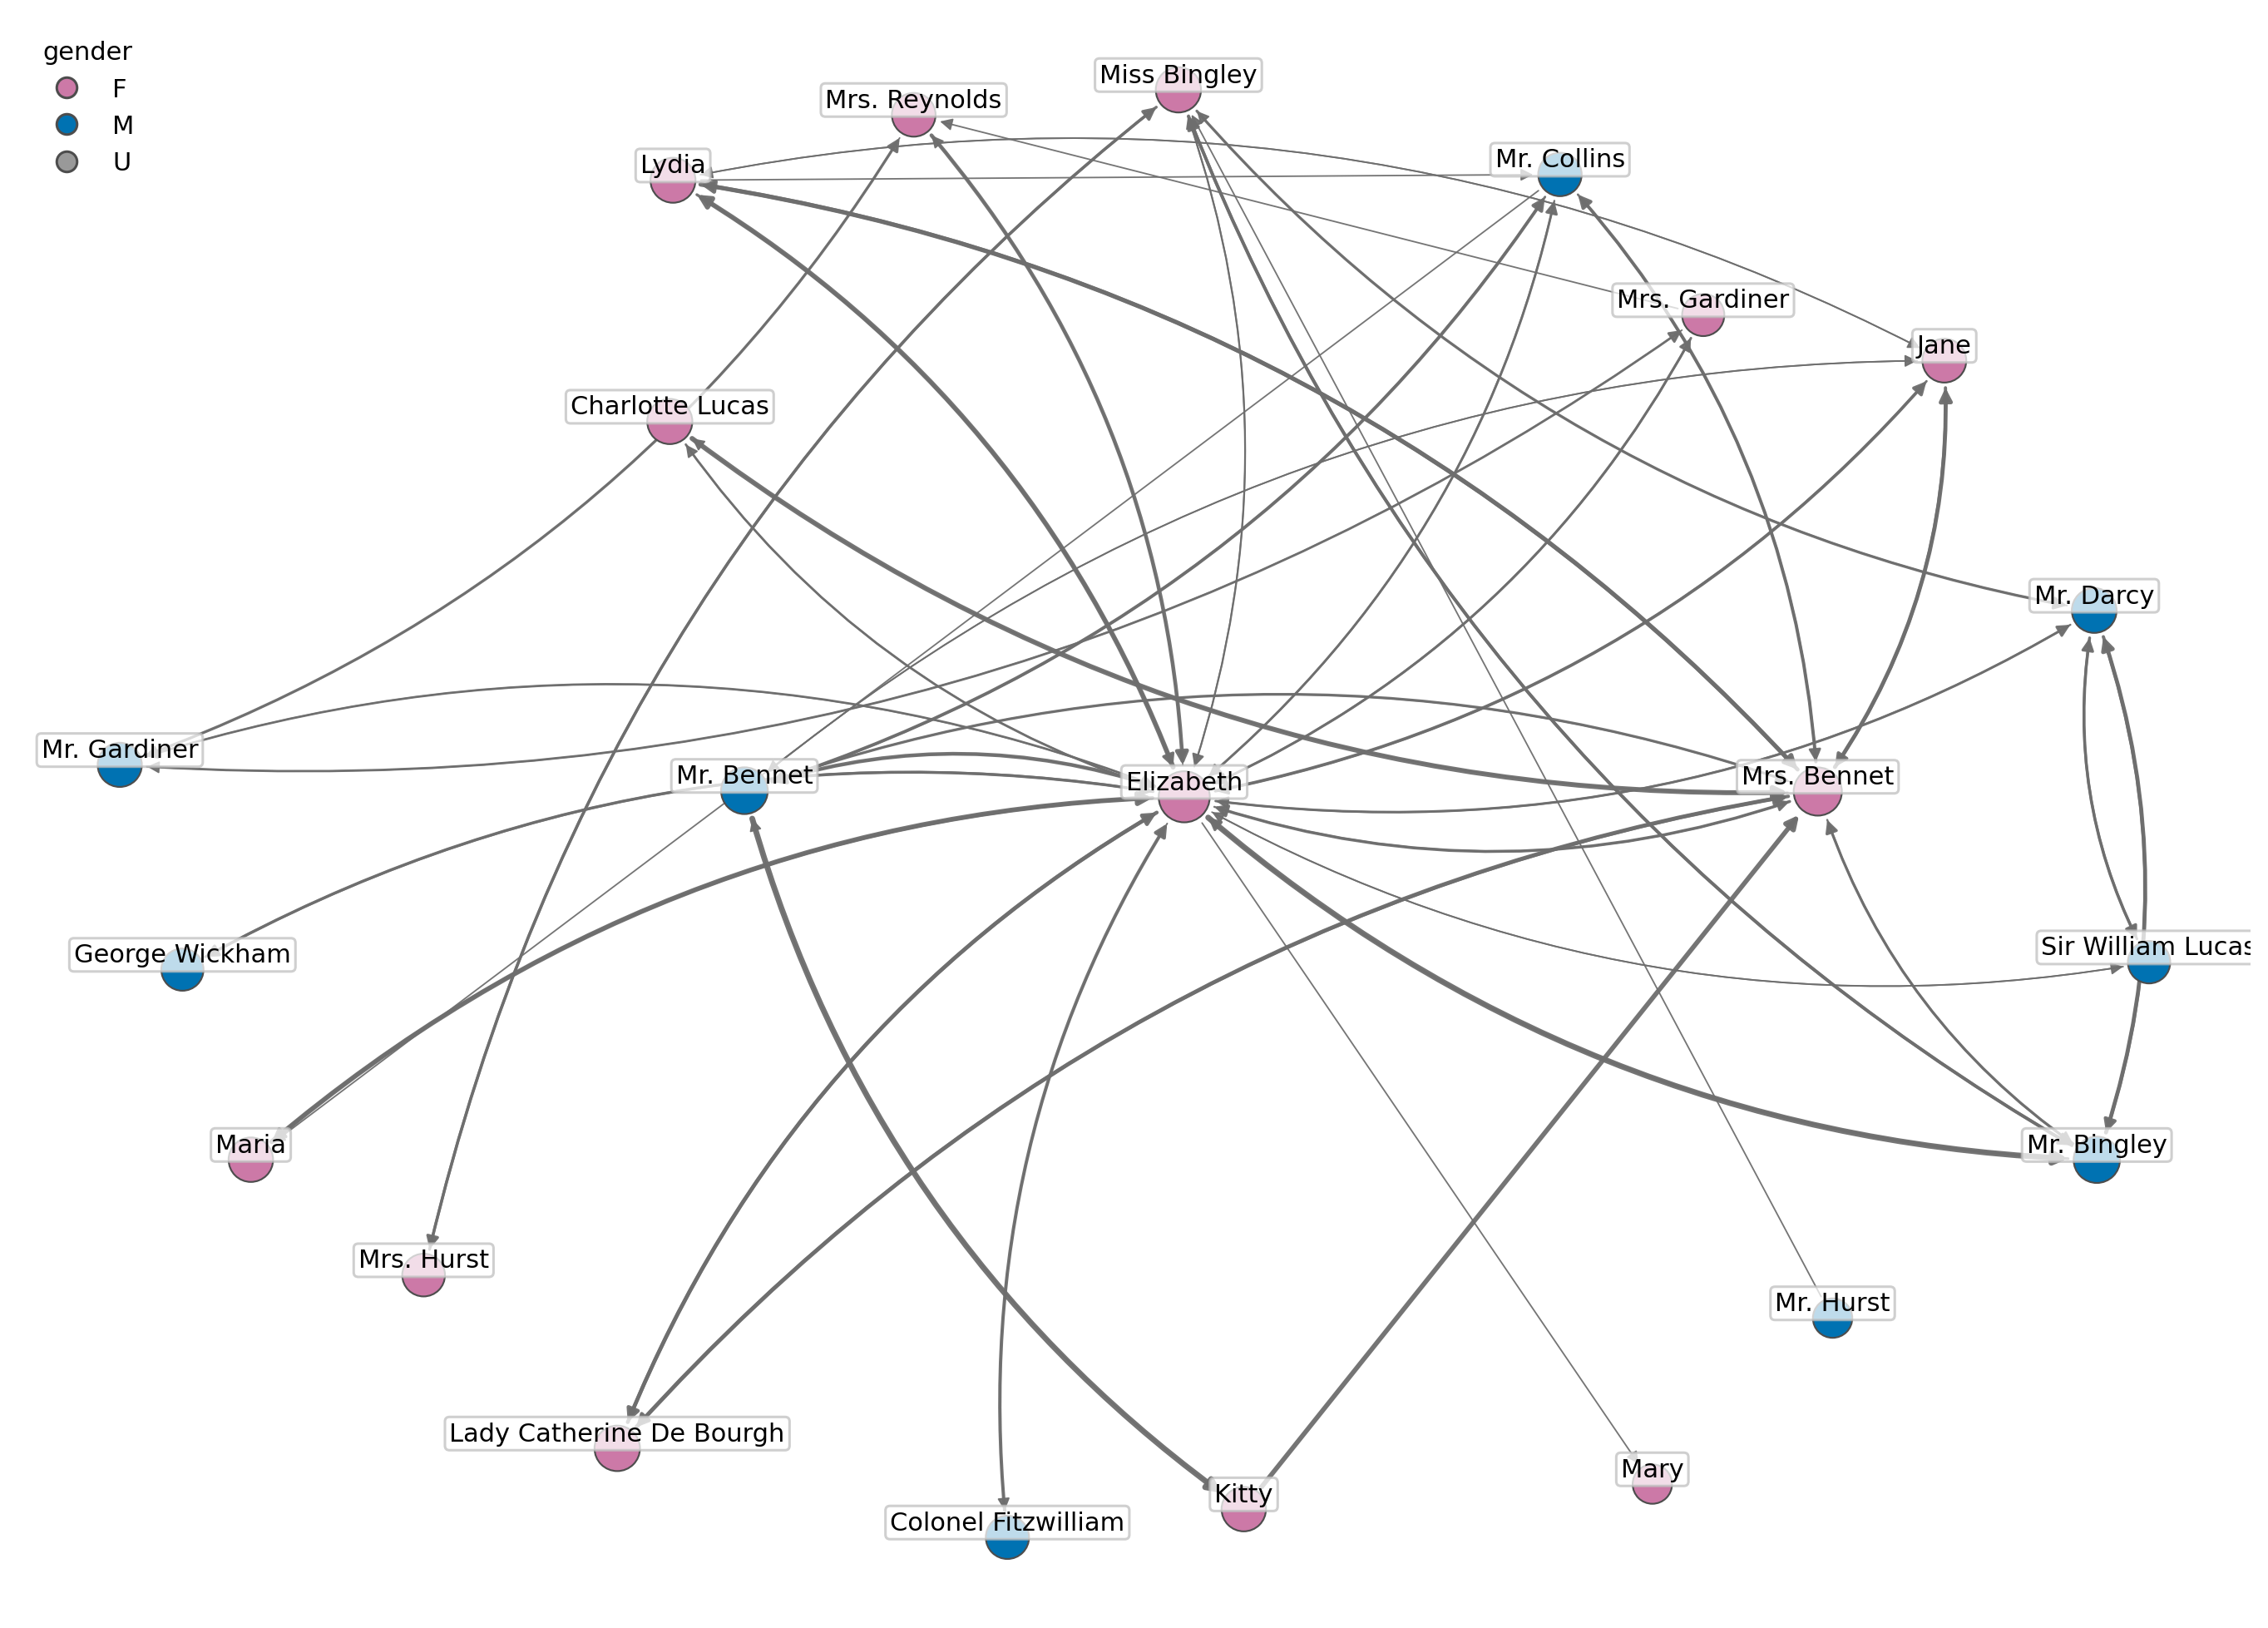 gender
F
M
U
Miss Bingley
Mrs. Reynolds
Lydia
Mr. Collins
Mrs. Gardiner
Jane
Charlotte Lucas
Mr. Darcy
Mr. Gardiner
Mr. Bennet
Elizabeth
Mrs. Bennet
George Wickham
Sir William Lucas
Maria
Mr. Bingley
Mrs. Hurst
Mr. Hurst
Lady Catherine De Bourgh
Mary
Kitty
Colonel Fitzwilliam